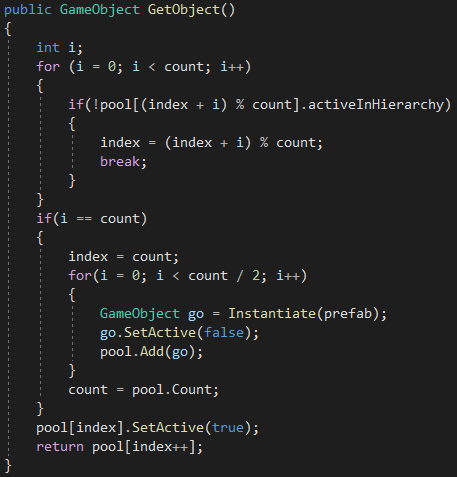 public GameObject GetObject()
{
    int i;
    for (i = 0; i < count; i++)
    {
        if(!pool[(index + i) % count].activeInHierarchy)
        {
            index = (index + i) % count;
            break;
        }
    }
    if(i == count)
    {
        index = count;
        for(i = 0; i < count / 2; i++)
        {
            GameObject go = Instantiate(prefab);
            go.SetActive(false);
            pool.Add(go);
        }
        count = pool.Count;
    }
    pool[index].SetActive(true);
    return pool[index++];
}